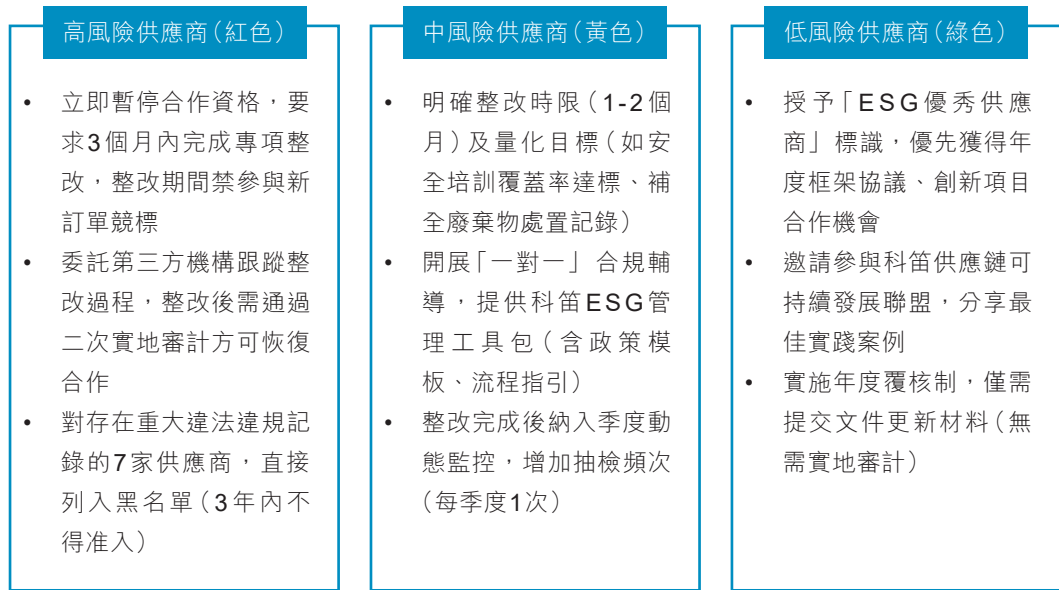 高風險供應商（紅色）
• 立即暫停合作資格，要
求3個月內完成專項整
改，整改期間禁參與新
訂單競標
• 委託第三方機構跟蹤整
改過程，整改後需通過
二次實地審計方可恢復
合作
• 對存在重大違法違規記
錄的7家供應商，直接
列入黑名單（3年內不
得准入）
中風險供應商（黃色）
• 明確整改時限（1-2個
月）及量化目標（如安
全培訓覆蓋率達標、補
全廢棄物處置記錄）
• 開展「一對一」合規輔
導，提供科笛ESG管
理工具包（含政策模
板、流程指引）
• 整改完成後納入季度動
態監控，增加抽檢頻次
（每季度1次）
低風險供應商（綠色）
• 授予「ESG優秀供應
商」標識，優先獲得年
度框架協議、創新項目
合作機會
• 邀請參與科笛供應鏈可
持續發展聯盟，分享最
佳實踐案例
• 實施年度覆核制，僅需
提交文件更新材料（無
需實地審計）